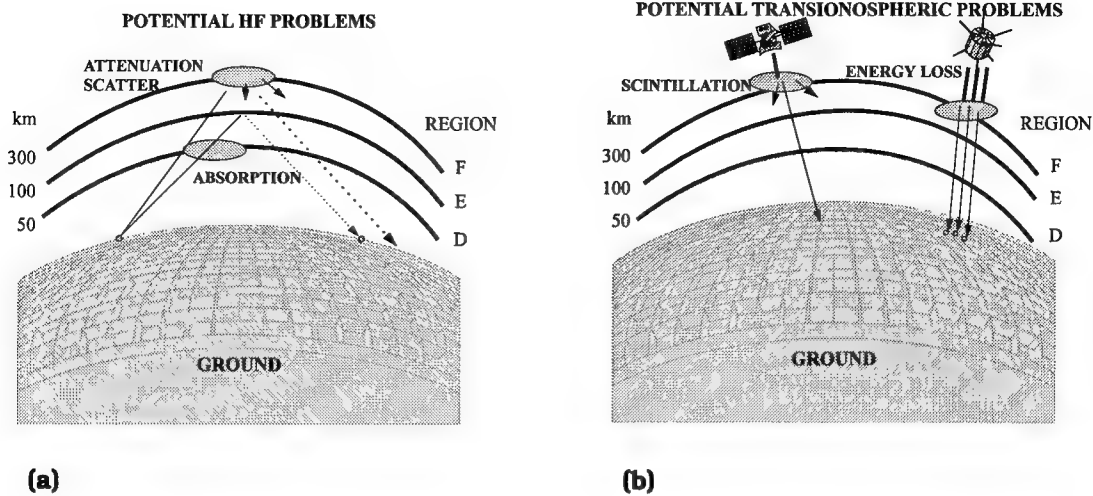 POTENTIAL HF PROBLEMS
ATTENUATION
SCATTER
km
REGION
300
F
100
ABSORPTION
E
50
D
GROUND
(a)
POTENTIAL TRANSIONOSPHERIC PROBLEMS
SCINTILLATION
ENERGY LOSS
km
REGION
300
F
100
E
50
D
GROUND
(b)